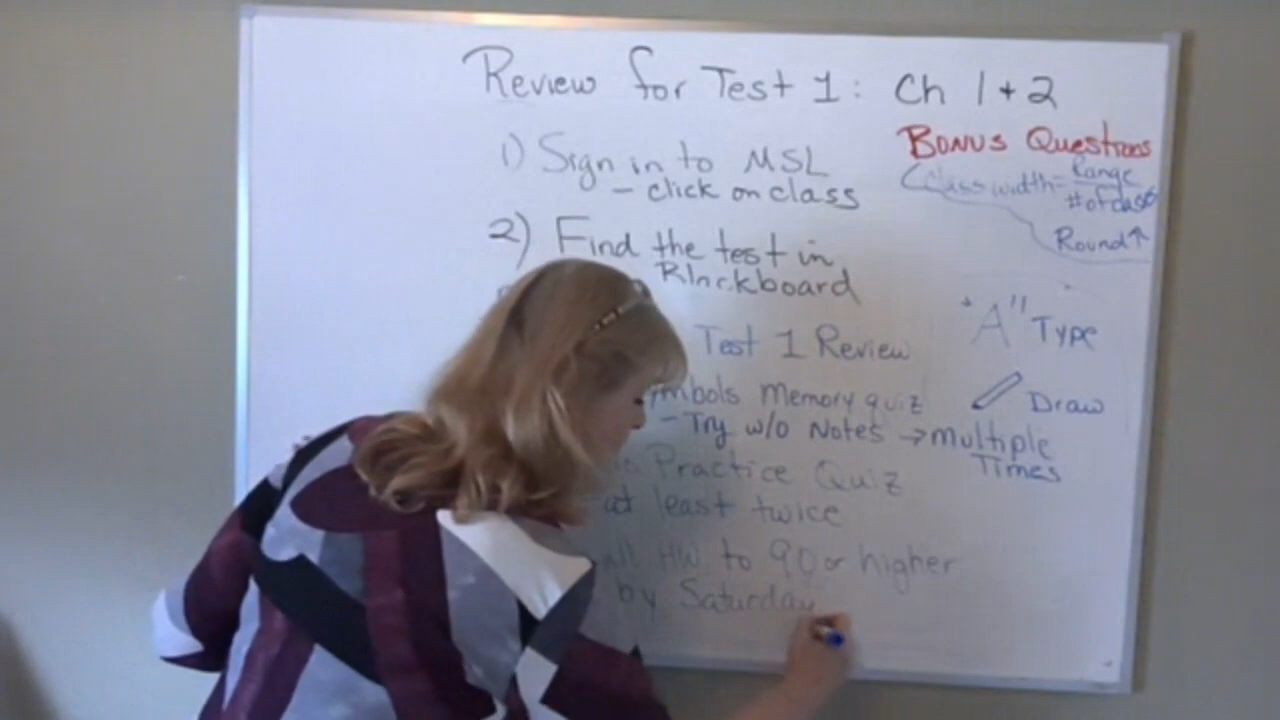 Review for Test 1: Ch 1 + 2
BONUS Questions
1) Sign in to MSL
- click on class
Class width = Range
# of
Round ↑
2) Find the test in
Blackboard
"A" Type
Test 1 Review
Memory quiz
Draw
- Try w/o Notes → Multiple
Times
Practice Quiz
at least twice
all HW to 90 or higher
by Saturday